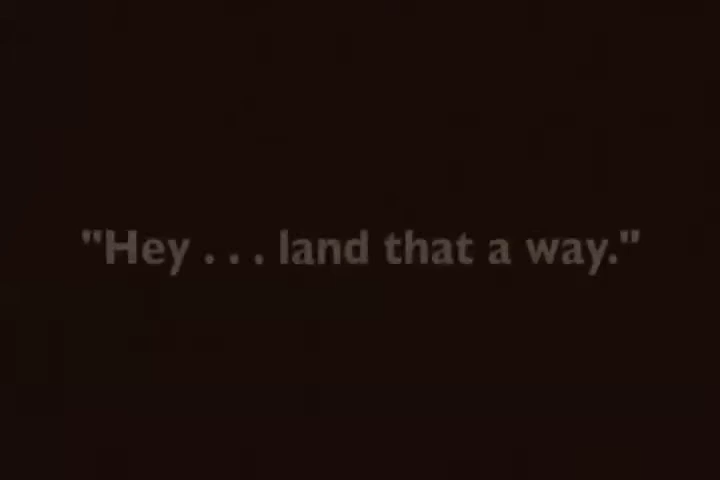 "Hey . . . land that a way."